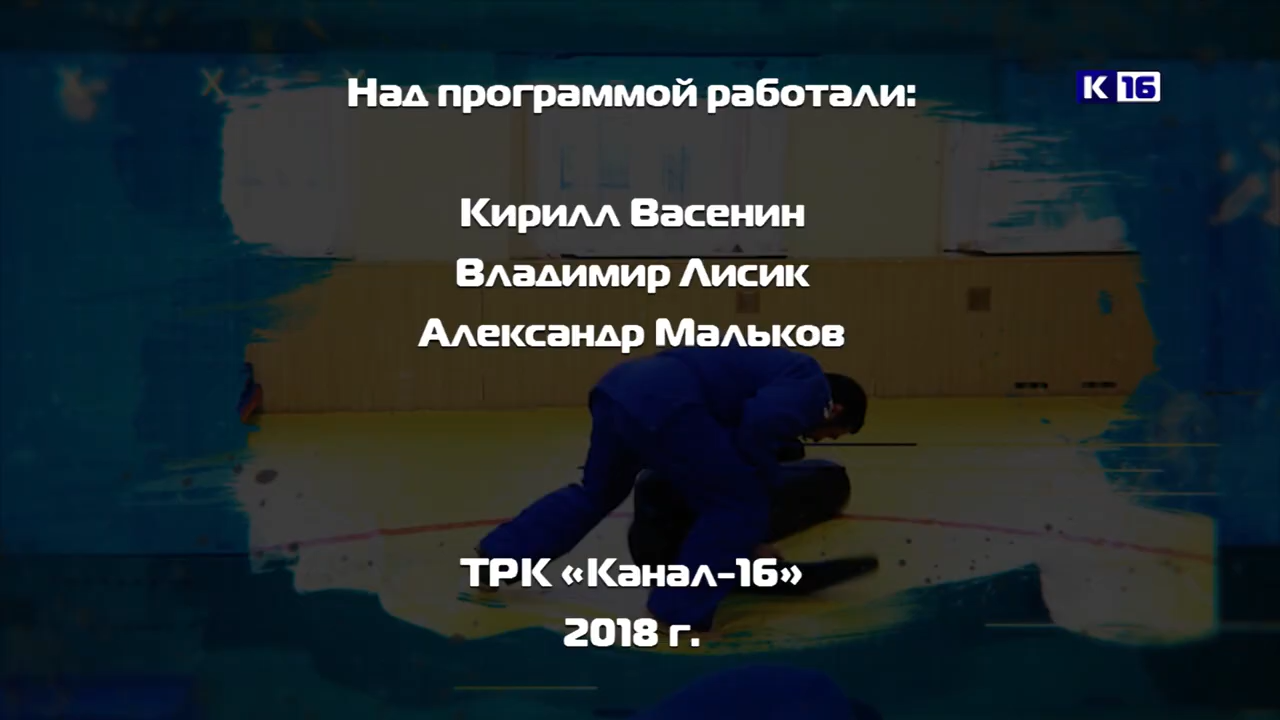 Над программой работали:
К 16
Кирилл Васенин
Владимир Лисик
Александр Мальков
ТРК «Канал-16»
2018 г.